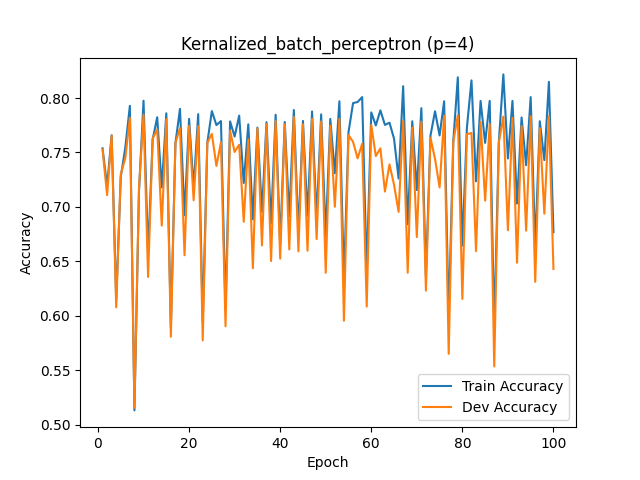 Kernalized_batch_perceptron (p=4)
0.80
0.75
0.70
0.65
0.60
0.55
0.50
Accuracy
Train Accuracy
Dev Accuracy
0 20 40 60 80 100
Epoch